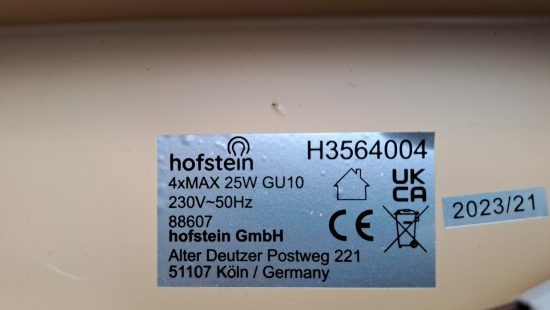 hofstein
H3564004
4xMAX 25W GU10
230V~50Hz
88607
hofstein GmbH
Alter Deutzer Postweg 221
51107 Köln / Germany
UK
CA
CE
2023/21